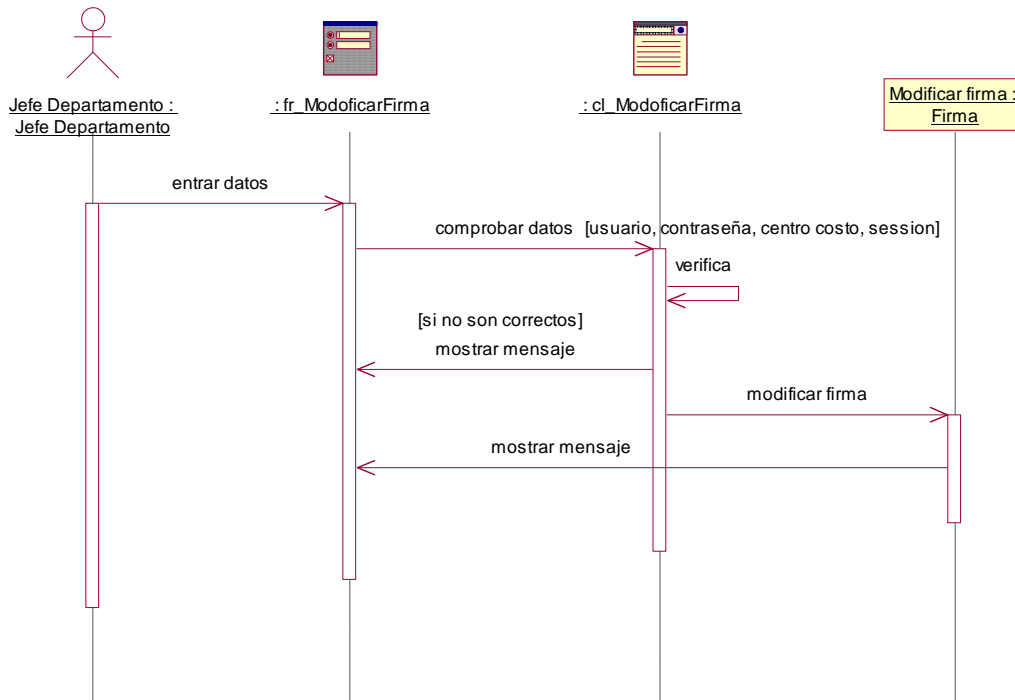 Jefe Departamento :
Jefe Departamento
: fr_ModoficarFirma
: cl_ModoficarFirma
Modificar firma :
Firma
entrar datos
comprobar datos [usuario, contraseña, centro costo, session]
verifica
[si no son correctos]
mostrar mensaje
modificar firma
mostrar mensaje